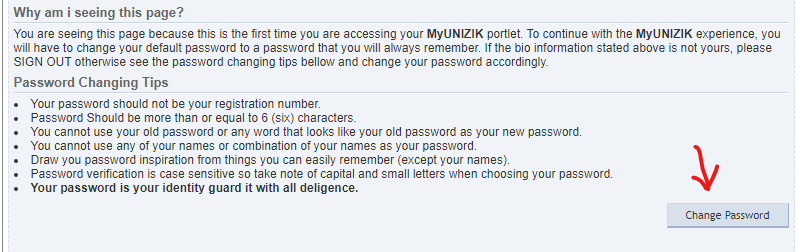 Why am i seeing this page?
You are seeing this page because this is the first time you are accessing your MyUNIZIK portlet. To continue with the MyUNIZIK experience, you
will have to change your default password to a password that you will always remember. If the bio information stated above is not yours, please
SIGN OUT otherwise see the password changing tips bellow and change your password accordingly.
Password Changing Tips
• Your password should not be your registration number.
• Password Should be more than or equal to 6 (six) characters.
• You cannot use your old password or any word that looks like your old password as your new password.
• You cannot use any of your names or combination of your names as your password.
• Draw you password inspiration from things you can easily remember (except your names).
• Password verification is case sensitive so take note of capital and small letters when choosing your password.
• Your password is your identity guard it with all deligence.
Change Password